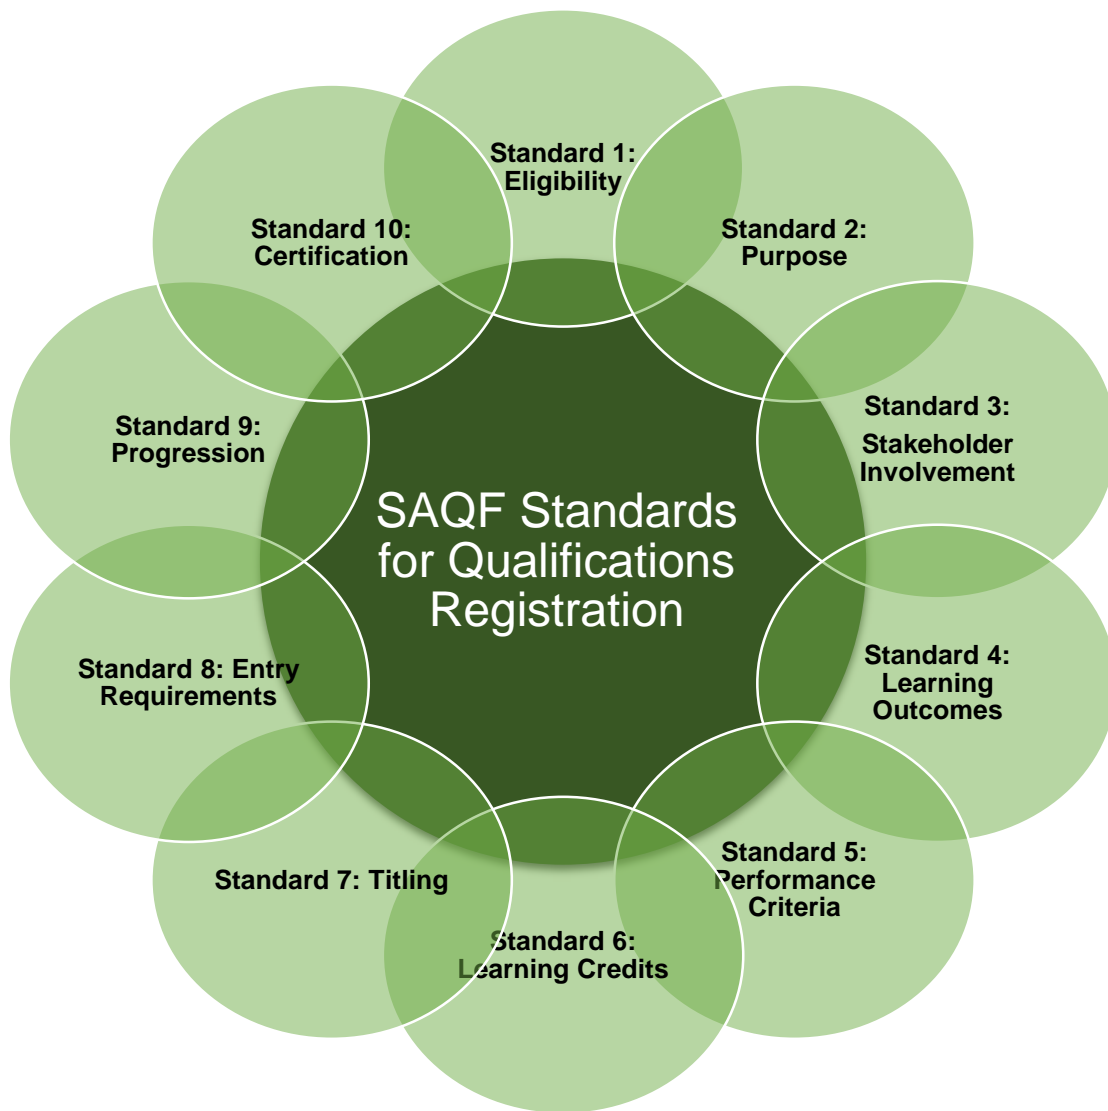 Standard 1:
Eligibility
Standard 2:
Purpose
Standard 3:
Stakeholder
Involvement
Standard 4:
Learning
Outcomes
Standard 5:
Performance
Criteria
Standard 6:
Learning Credits
Standard 7: Titling
Standard 8: Entry
Requirements
Standard 9:
Progression
Standard 10:
Certification
SAQF Standards
for Qualifications
Registration